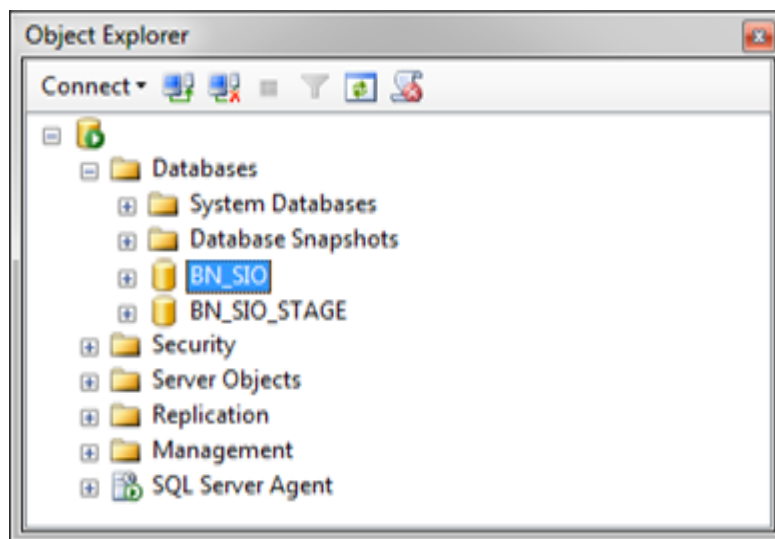 Object Explorer
Connect
Databases
System Databases
Database Snapshots
BN_SIO
BN_SIO_STAGE
Security
Server Objects
Replication
Management
SQL Server Agent